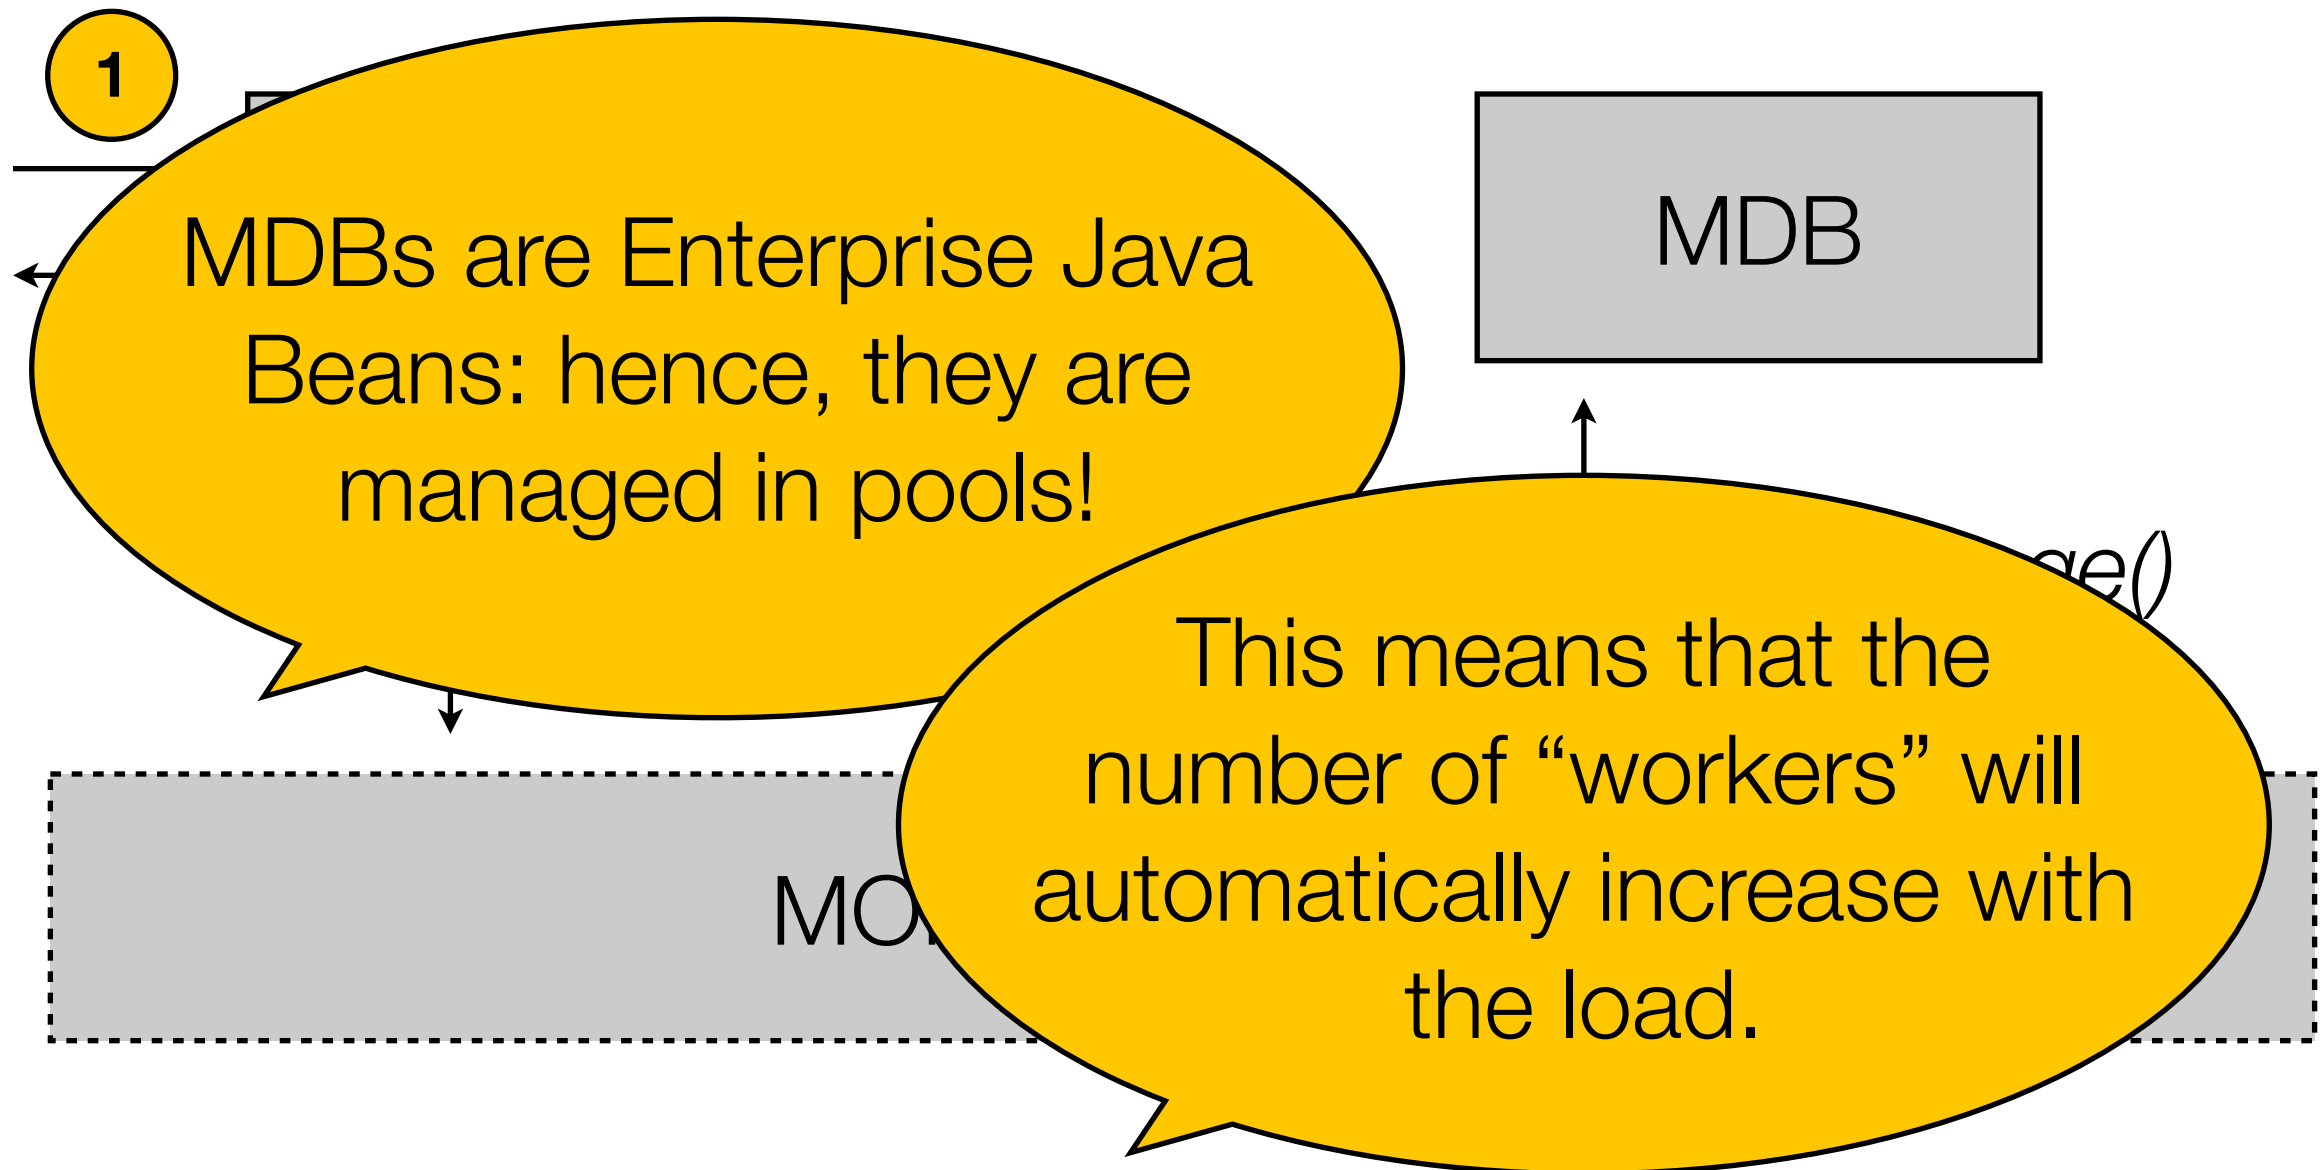 1
MDBs are Enterprise Java
Beans: hence, they are
managed in pools!
MDB
This means that the
number of “workers” will
automatically increase with
the load.